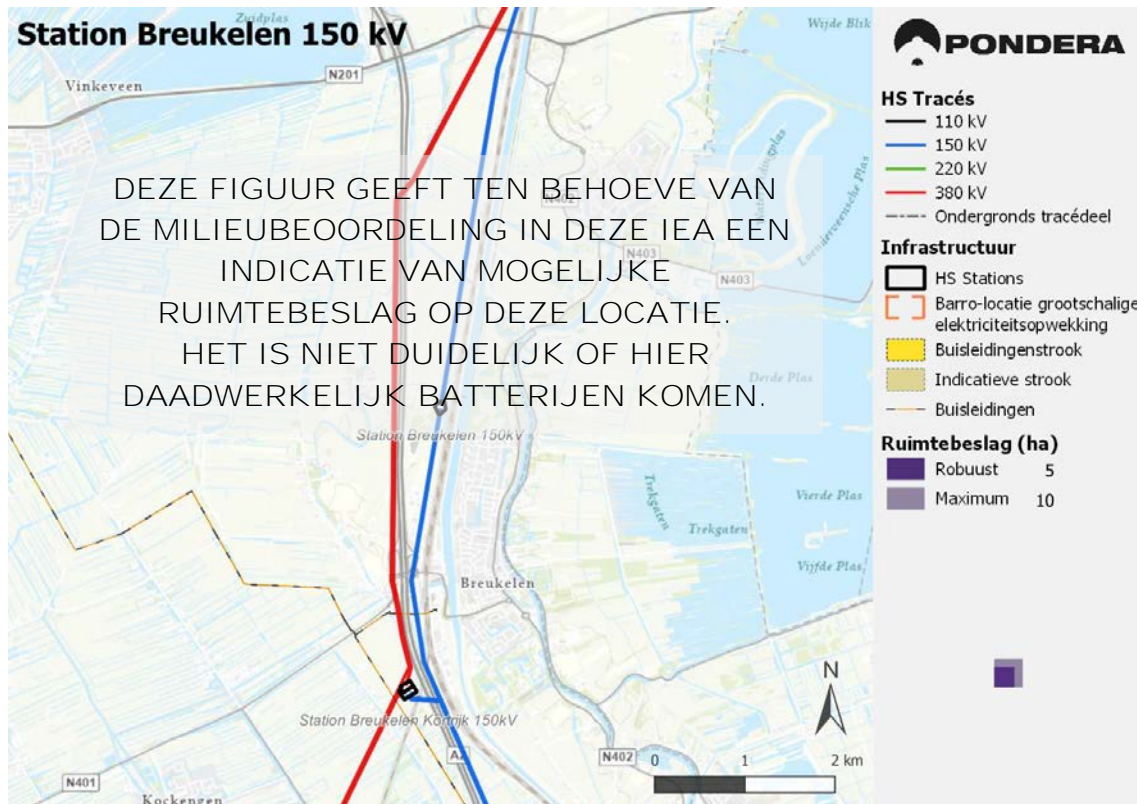 Station Breukelen 150 kV
Zuidplas
Wijde Blik
Vinkeveen
N201
DEZE FIGUUR GEEFT TEN BEHOEVE VAN
DE MILIEUBEOORDELING IN DEZE IEA EEN
INDICATIE VAN MOGELIJKE
RUIMTEBESLAG OP DEZE LOCATIE.
HET IS NIET DUIDELIJK OF HIER
DAADWERKELIJK BATTERIJEN KOMEN.
N402
N403
N403
Loenderveensche Plas
Derde Plas
Station Breukelen 150kV
Trekgaten
Trekgaten
Vierde Plas
Vijfde Plas
Breukelen
Station Breukelen Kortrijk 150kV
A2
N402
N401
Kockengen
N
0 1 2 km
PONDERA
HS Tracés
110 kV
150 kV
220 kV
380 kV
Ondergronds tracédeel
Infrastructuur
HS Stations
Barro-locatie grootschalige
elektriciteitsopwekking
Buisleidingenstrook
Indicatieve strook
Buisleidingen
Ruimtebeslag (ha)
Robuust 5
Maximum 10